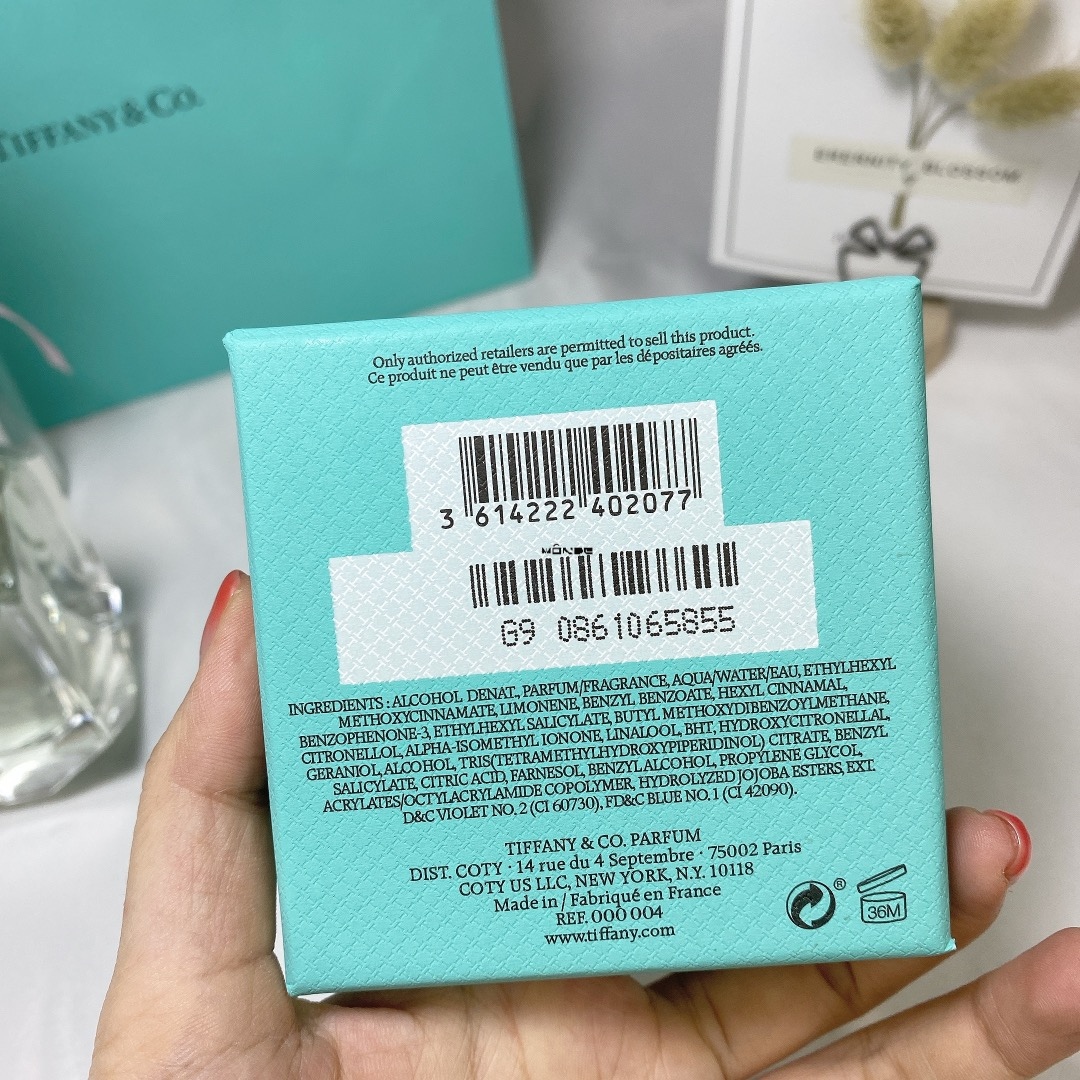 TIFFANY & CO.
BLOSSOM
Only authorized retailers are permitted to sell this product.
Ce produit ne peut être vendu que par les dépositaires agréés.
3 614222 402077
MÔNDE
G9 0861065855
INGREDIENTS : ALCOHOL DENAT., PARFUM/FRAGRANCE, AQUA/WATER/EAU, ETHYLHEXYL
METHOXYCINNAMATE, LIMONENE, BENZYL BENZOATE, HEXYL CINNAMAL,
BENZOPHENONE-3, ETHYLHEXYL SALICYLATE, BUTYL METHOXYDIBENZOYLMETHANE,
CITRONELLOL, ALPHA-ISOMETHYL IONONE, LINALOOL, BHT, HYDROXYCITRONELLAL,
GERANIOL, ALCOHOL, TRIS(TETRAMETHYLHYDROXYPIPERIDINOL) CITRATE, BENZYL
SALICYLATE, CITRIC ACID, FARNESOL, BENZYL ALCOHOL, PROPYLENE GLYCOL,
ACRYLATES/OCTYLACRYLAMIDE COPOLYMER, HYDROLYZED JOJOBA ESTERS, EXT.
D&C VIOLET NO. 2 (CI 60730), FD&C BLUE NO. 1 (CI 42090).
TIFFANY & CO. PARFUM
DIST. COTY · 14 rue du 4 Septembre · 75002 Paris
COTY US LLC, NEW YORK, N.Y. 10118
Made in / Fabriqué en France
REF. 000 004
www.tiffany.com
®
36M